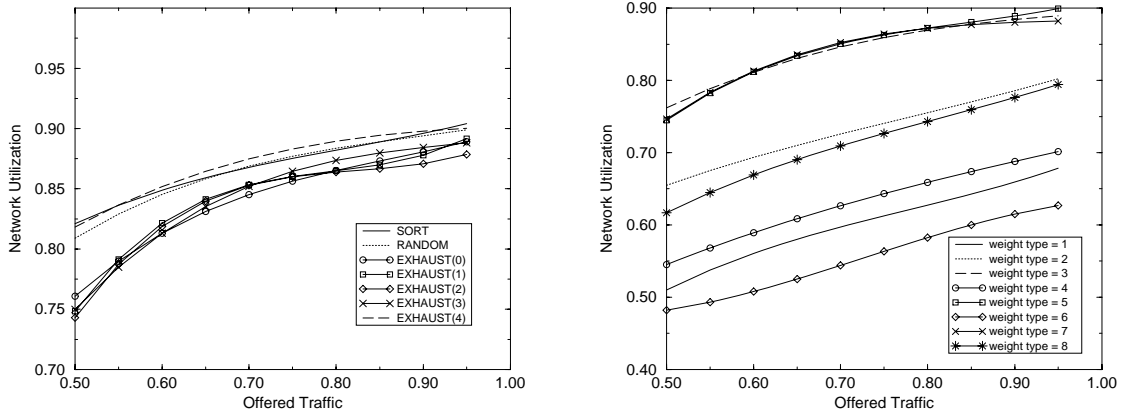 Network Utilization
0.95
0.90
0.85
0.80
0.75
0.70
0.50
0.60
0.70
0.80
0.90
1.00
Offered Traffic
SORT
RANDOM
EXHAUST(0)
EXHAUST(1)
EXHAUST(2)
EXHAUST(3)
EXHAUST(4)
Network Utilization
0.90
0.80
0.70
0.60
0.50
0.40
0.50
0.60
0.70
0.80
0.90
1.00
Offered Traffic
weight type = 1
weight type = 2
weight type = 3
weight type = 4
weight type = 5
weight type = 6
weight type = 7
weight type = 8